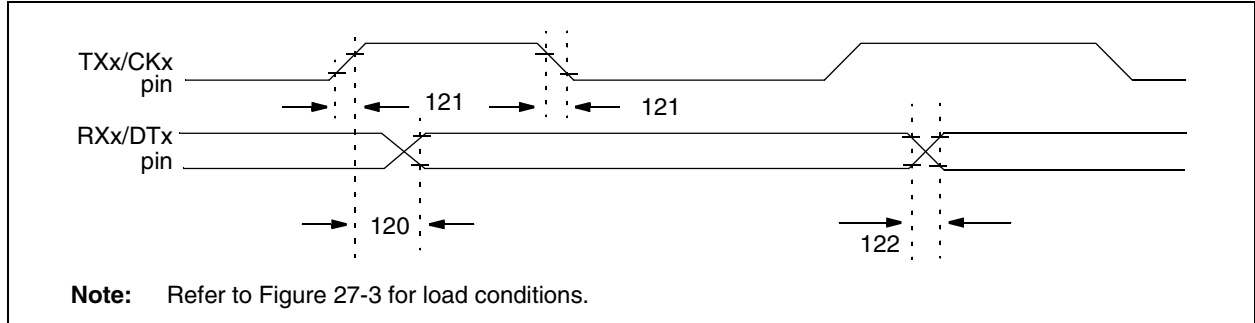 TXx/CKx
pin
121
121
RXx/DTx
pin
120
122
Note: Refer to Figure 27-3 for load conditions.